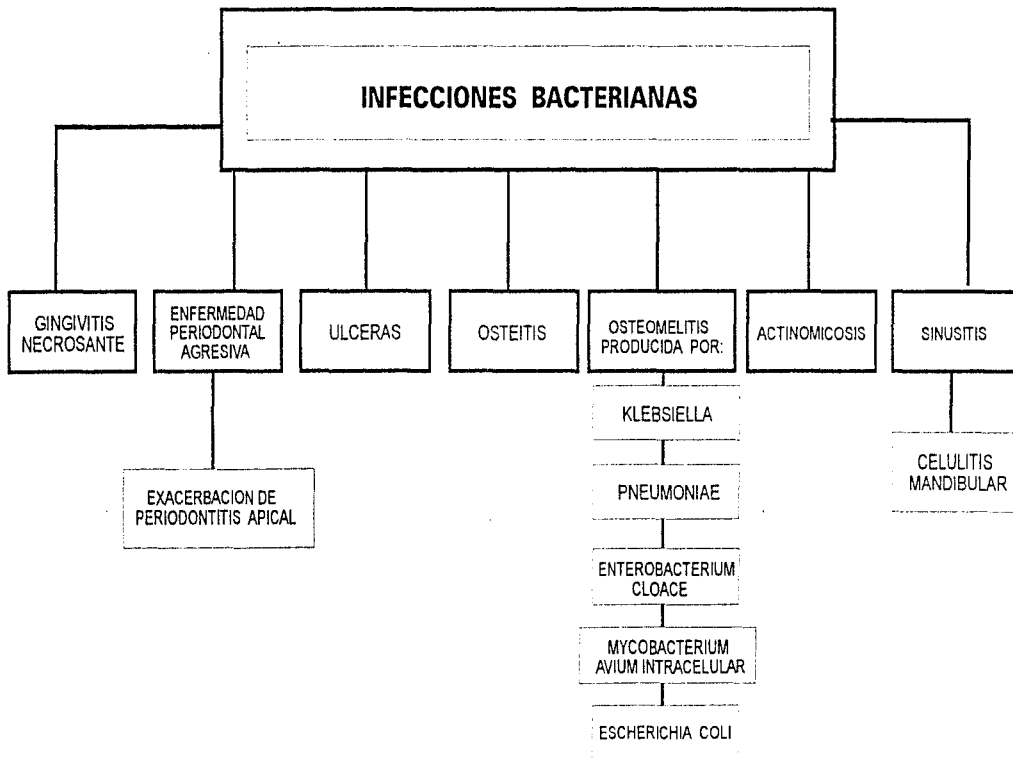 INFECCIONES BACTERIANAS
GINGIVITIS
NECROSANTE
ENFERMEDAD
PERIODONTAL
AGRESIVA
ULCERAS
OSTEITIS
OSTEOMELITIS
PRODUCIDA POR:
ACTINOMICOSIS
SINUSITIS
EXACERBACION DE
PERIODONTITIS APICAL
KLEBSIELLA
PNEUMONIAE
ENTEROBACTERIUM
CLOACE
MYCOBACTERIUM
AVIUM INTRACELULAR
ESCHERICHIA COLI
CELULITIS
MANDIBULAR